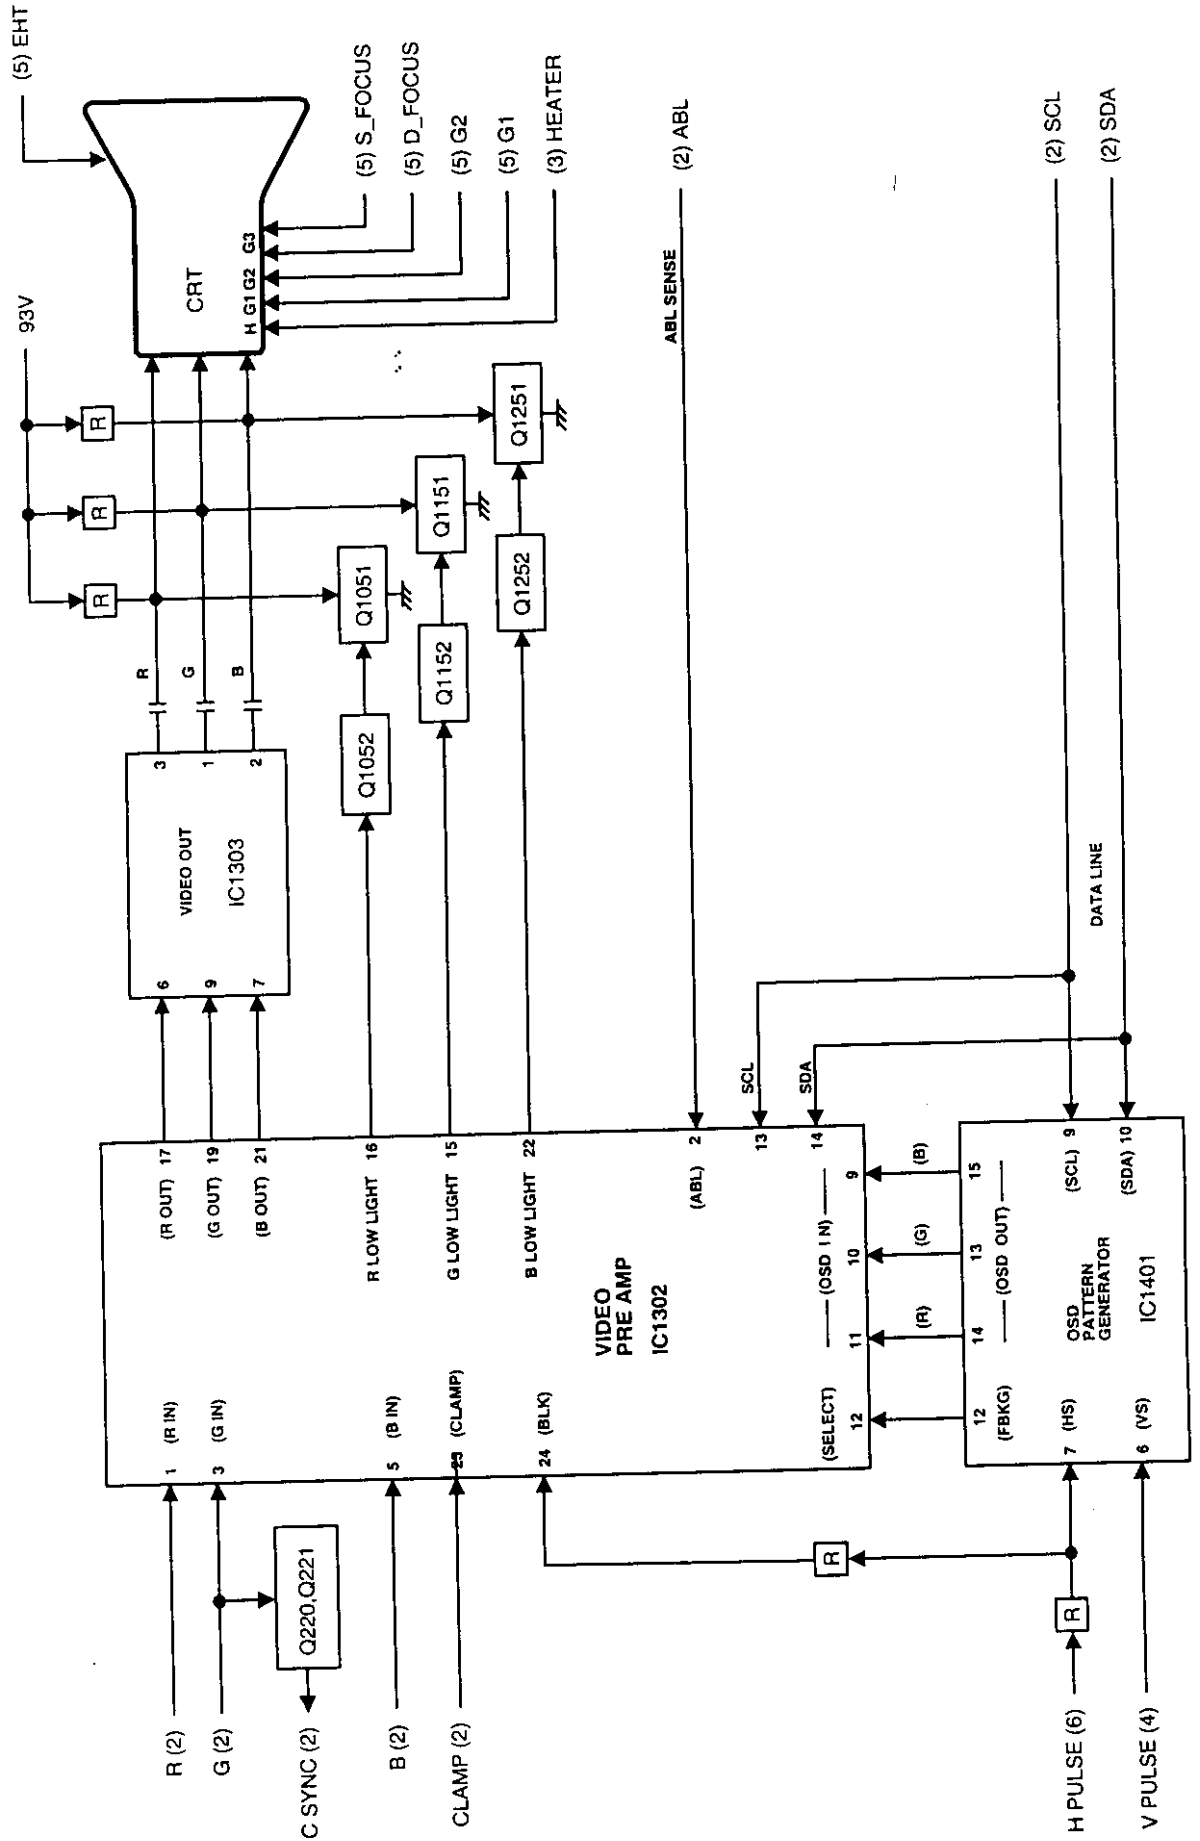 (5) EHT
93V
R
R
R
CRT
H
G1
G2
G3
(5) S_FOCUS
(5) D_FOCUS
(5) G2
(5) G1
(3) HEATER
R
G
B
3
1
2
VIDEO OUT
IC1303
6
9
7
Q1051
Q1052
Q1151
Q1152
Q1251
Q1252
ABL SENSE
(2) ABL
(2) SCL
(2) SDA
DATA LINE
SCL
SDA
(R OUT) 17
(G OUT) 19
(B OUT) 21
R LOW LIGHT 16
G LOW LIGHT 15
B LOW LIGHT 22
(ABL) 2
13
14
VIDEO
PRE AMP
IC1302
1 (R IN)
3 (G IN)
5 (B IN)
23 (CLAMP)
24 (BLK)
(SELECT)
(OSD IN)
12
11
10
9
(R)
(G)
(B)
12
14
13
15
(FBKG)
(OSD OUT)
(SCL) 9
(SDA) 10
OSD
PATTERN
GENERATOR
IC1401
7 (HS)
6 (VS)
R (2)
G (2)
Q220,Q221
C SYNC (2)
B (2)
CLAMP (2)
R
R
H PULSE (6)
V PULSE (4)